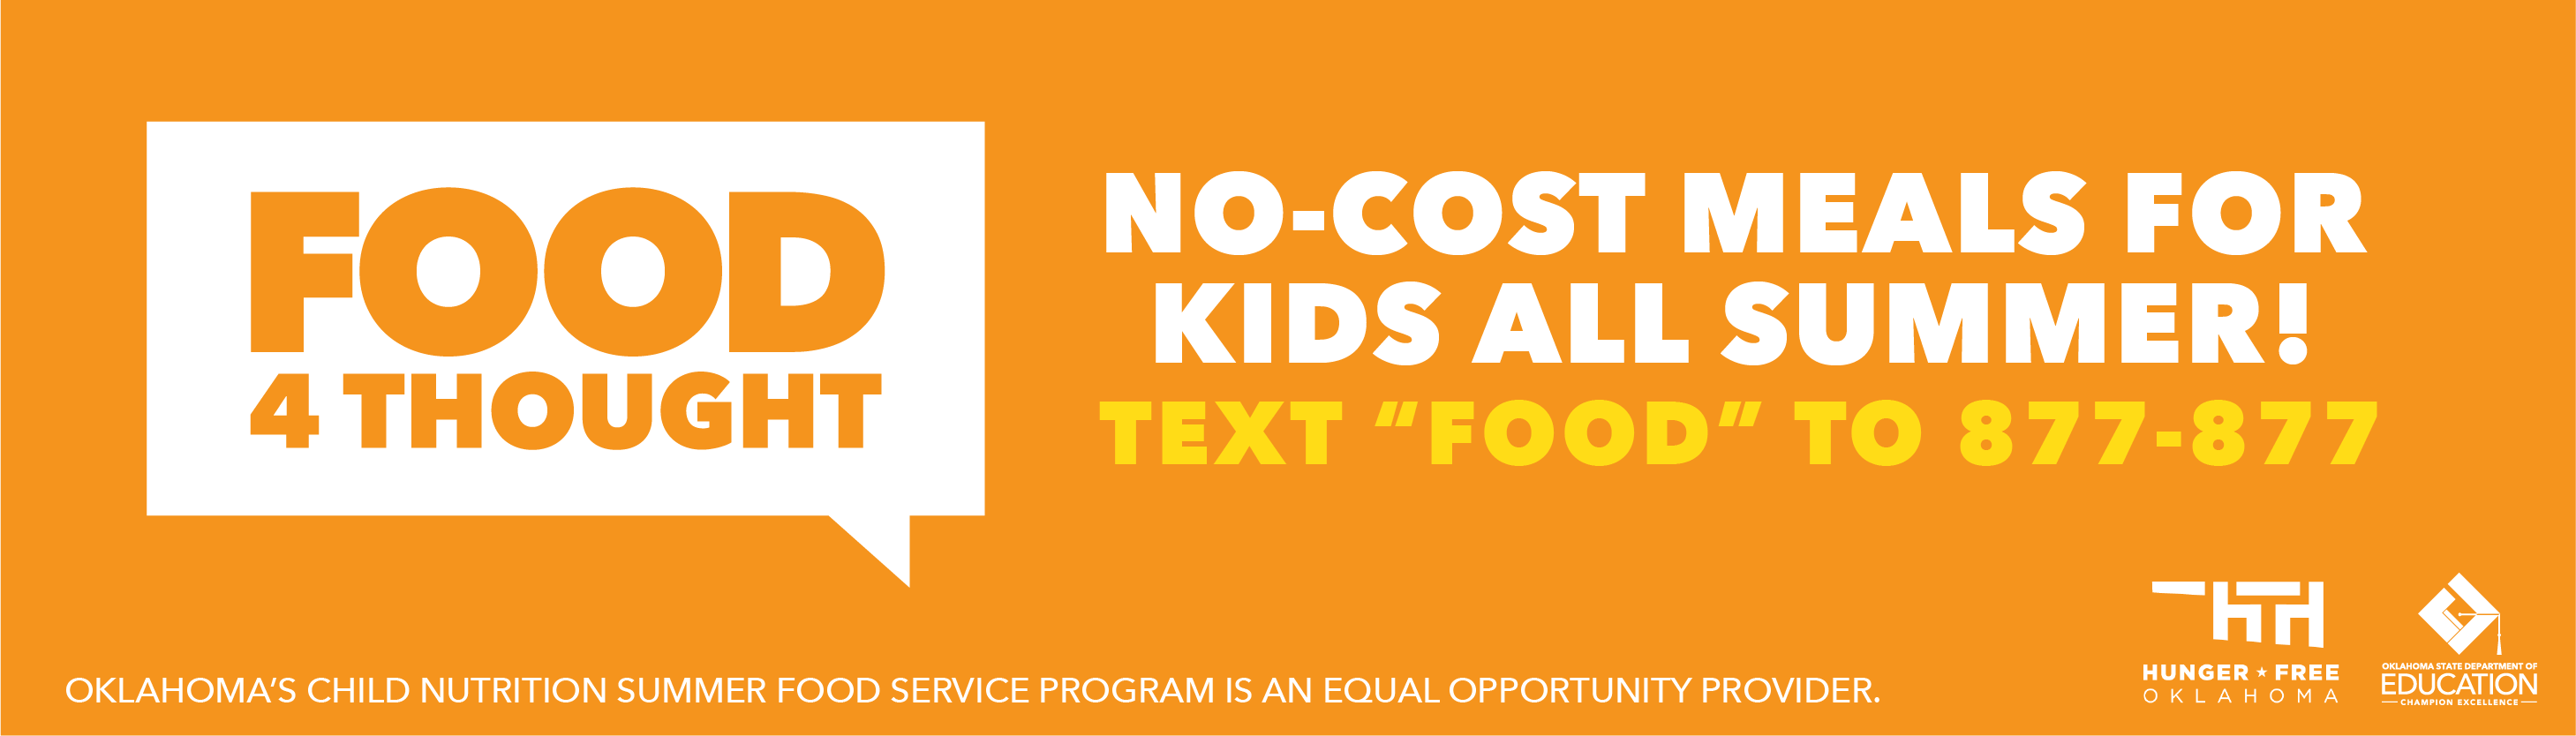 FOOD
4 THOUGHT
NO-COST MEALS FOR
KIDS ALL SUMMER!
TEXT “FOOD” TO 877-877
OKLAHOMA’S CHILD NUTRITION SUMMER FOOD SERVICE PROGRAM IS AN EQUAL OPPORTUNITY PROVIDER.
HUNGER ★ FREE
OKLAHOMA
OKLAHOMA STATE DEPARTMENT OF
EDUCATION
CHAMPION EXCELLENCE